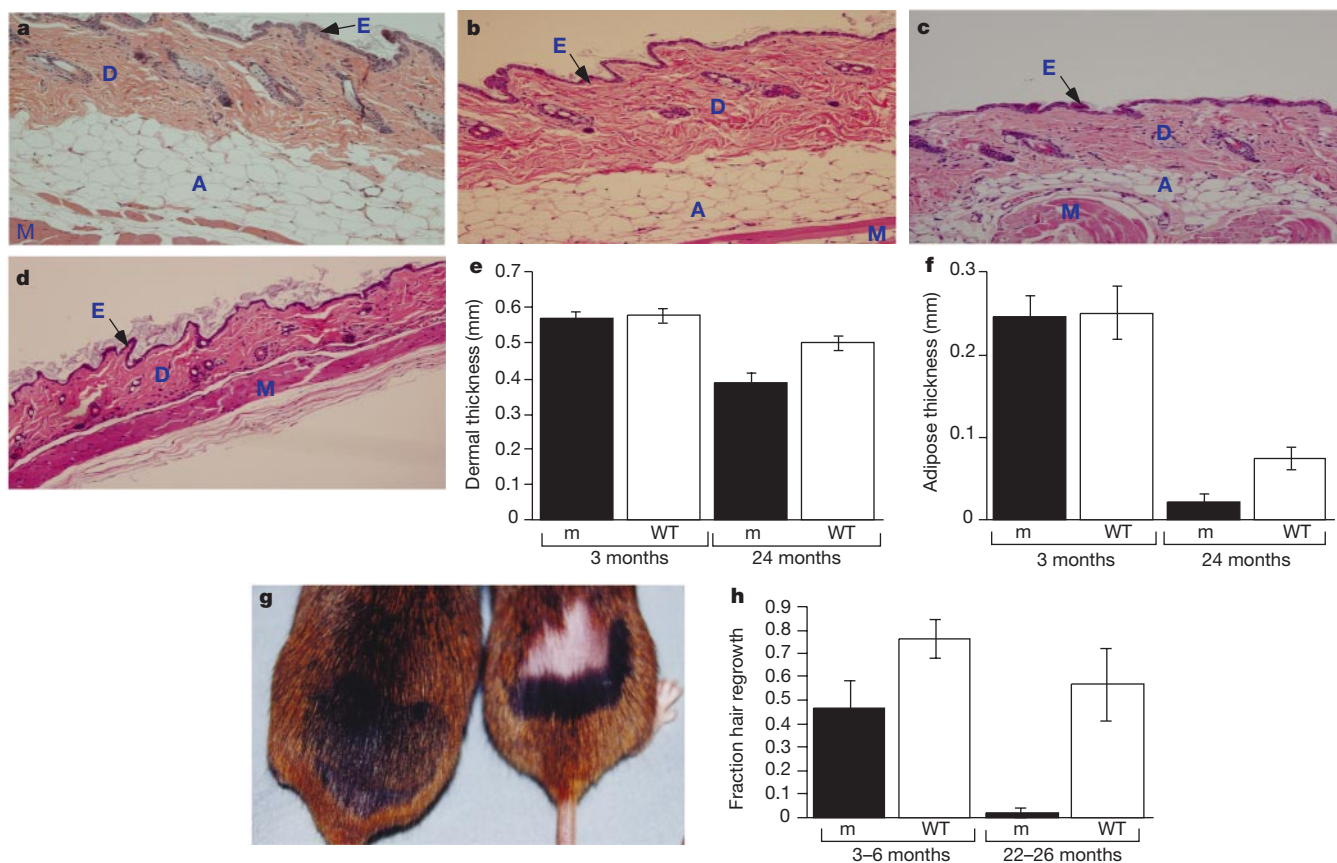 a
E
D
A
M
b
E
D
A
M
c
E
D
A
M
d
E
D
M
e
Dermal thickness (mm)
0.7
0.6
0.5
0.4
0.3
0.2
0.1
0
m WT m WT
3 months 24 months
f
Adipose thickness (mm)
0.3
0.2
0.1
0
m WT m WT
3 months 24 months
g
h
Fraction hair regrowth
0.9
0.8
0.7
0.6
0.5
0.4
0.3
0.2
0.1
0
m WT m WT
3–6 months 22–26 months